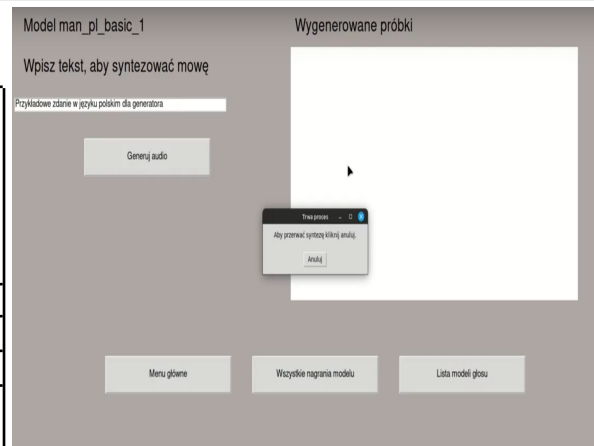 Model man_pl_basic_1
Wygenerowane próbki
Wpisz tekst, aby syntezować mowę
Przykładowe zdanie w języku polskim dla generatora
Generuj audio
Trwa proces
Aby przerwać syntezę kliknij anuluj.
Anuluj
Menu główne
Wszystkie nagrania modelu
Lista modeli głosu